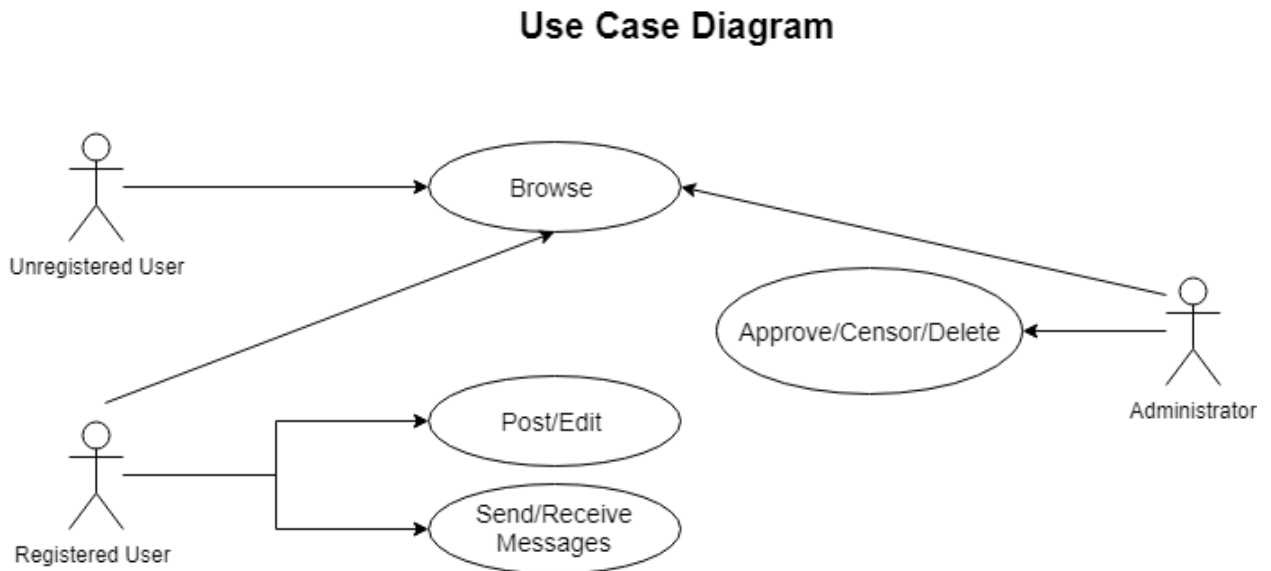 Use Case Diagram
Browse
Unregistered User
Approve/Censor/Delete
Administrator
Post/Edit
Send/Receive
Messages
Registered User